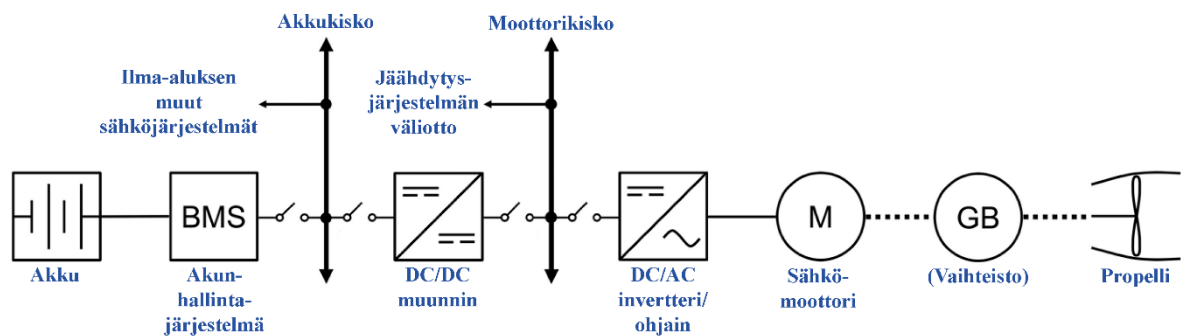 Akkukisko
Moottorikisko
Ilma-aluksen
muut
sähköjärjestelmät
Jäähdytys-
järjestelmän
väliotto
BMS
M
GB
Akku
Akun-
hallinta-
järjestelmä
DC/DC
muunnin
DC/AC
invertteri/
ohjain
Sähkö-
moottori
(Vaihteisto)
Propelli